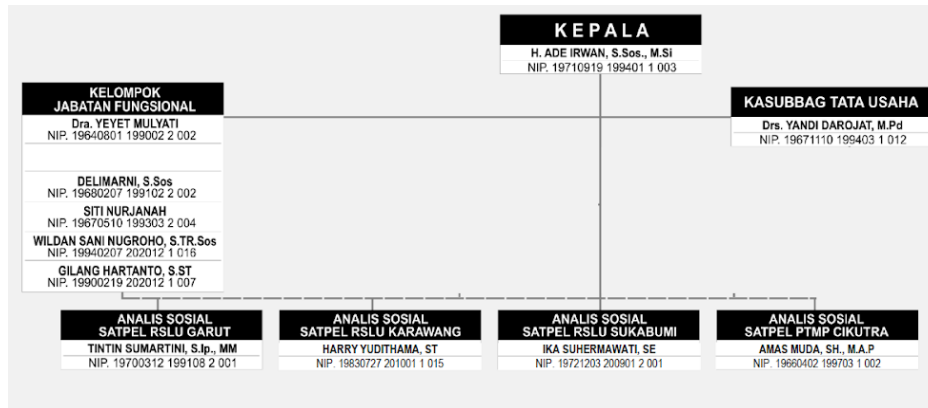 KEPALA
H. ADE IRWAN, S.Sos., M.Si
NIP. 19710919 199401 1 003
KELOMPOK
JABATAN FUNGSIONAL
Dra. YEYET MULYATI
NIP. 19640801 199002 2 002
DELIMARNI, S.Sos
NIP. 19680207 199102 2 002
SITI NURJANAH
NIP. 19670510 199303 2 004
WILDAN SANI NUGROHO, S.TR.Sos
NIP. 19940207 202012 1 016
GILANG HARTANTO, S.ST
NIP. 19900219 202012 1 007
KASUBBAG TATA USAHA
Drs. YANDI DAROJAT, M.Pd
NIP. 19671110 199403 1 012
ANALIS SOSIAL
SATPEL RSLU GARUT
TINTIN SUMARTINI, S.Ip., MM
NIP. 19700312 199108 2 001
ANALIS SOSIAL
SATPEL RSLU KARAWANG
HARRY YUDITHAMA, ST
NIP. 19830727 201001 1 015
ANALIS SOSIAL
SATPEL RSLU SUKABUMI
IKA SUHERMAWATI, SE
NIP. 19721203 200901 2 001
ANALIS SOSIAL
SATPEL PTMP CIKUTRA
AMAS MUDA, SH., M.A.P
NIP. 19660402 199703 1 002